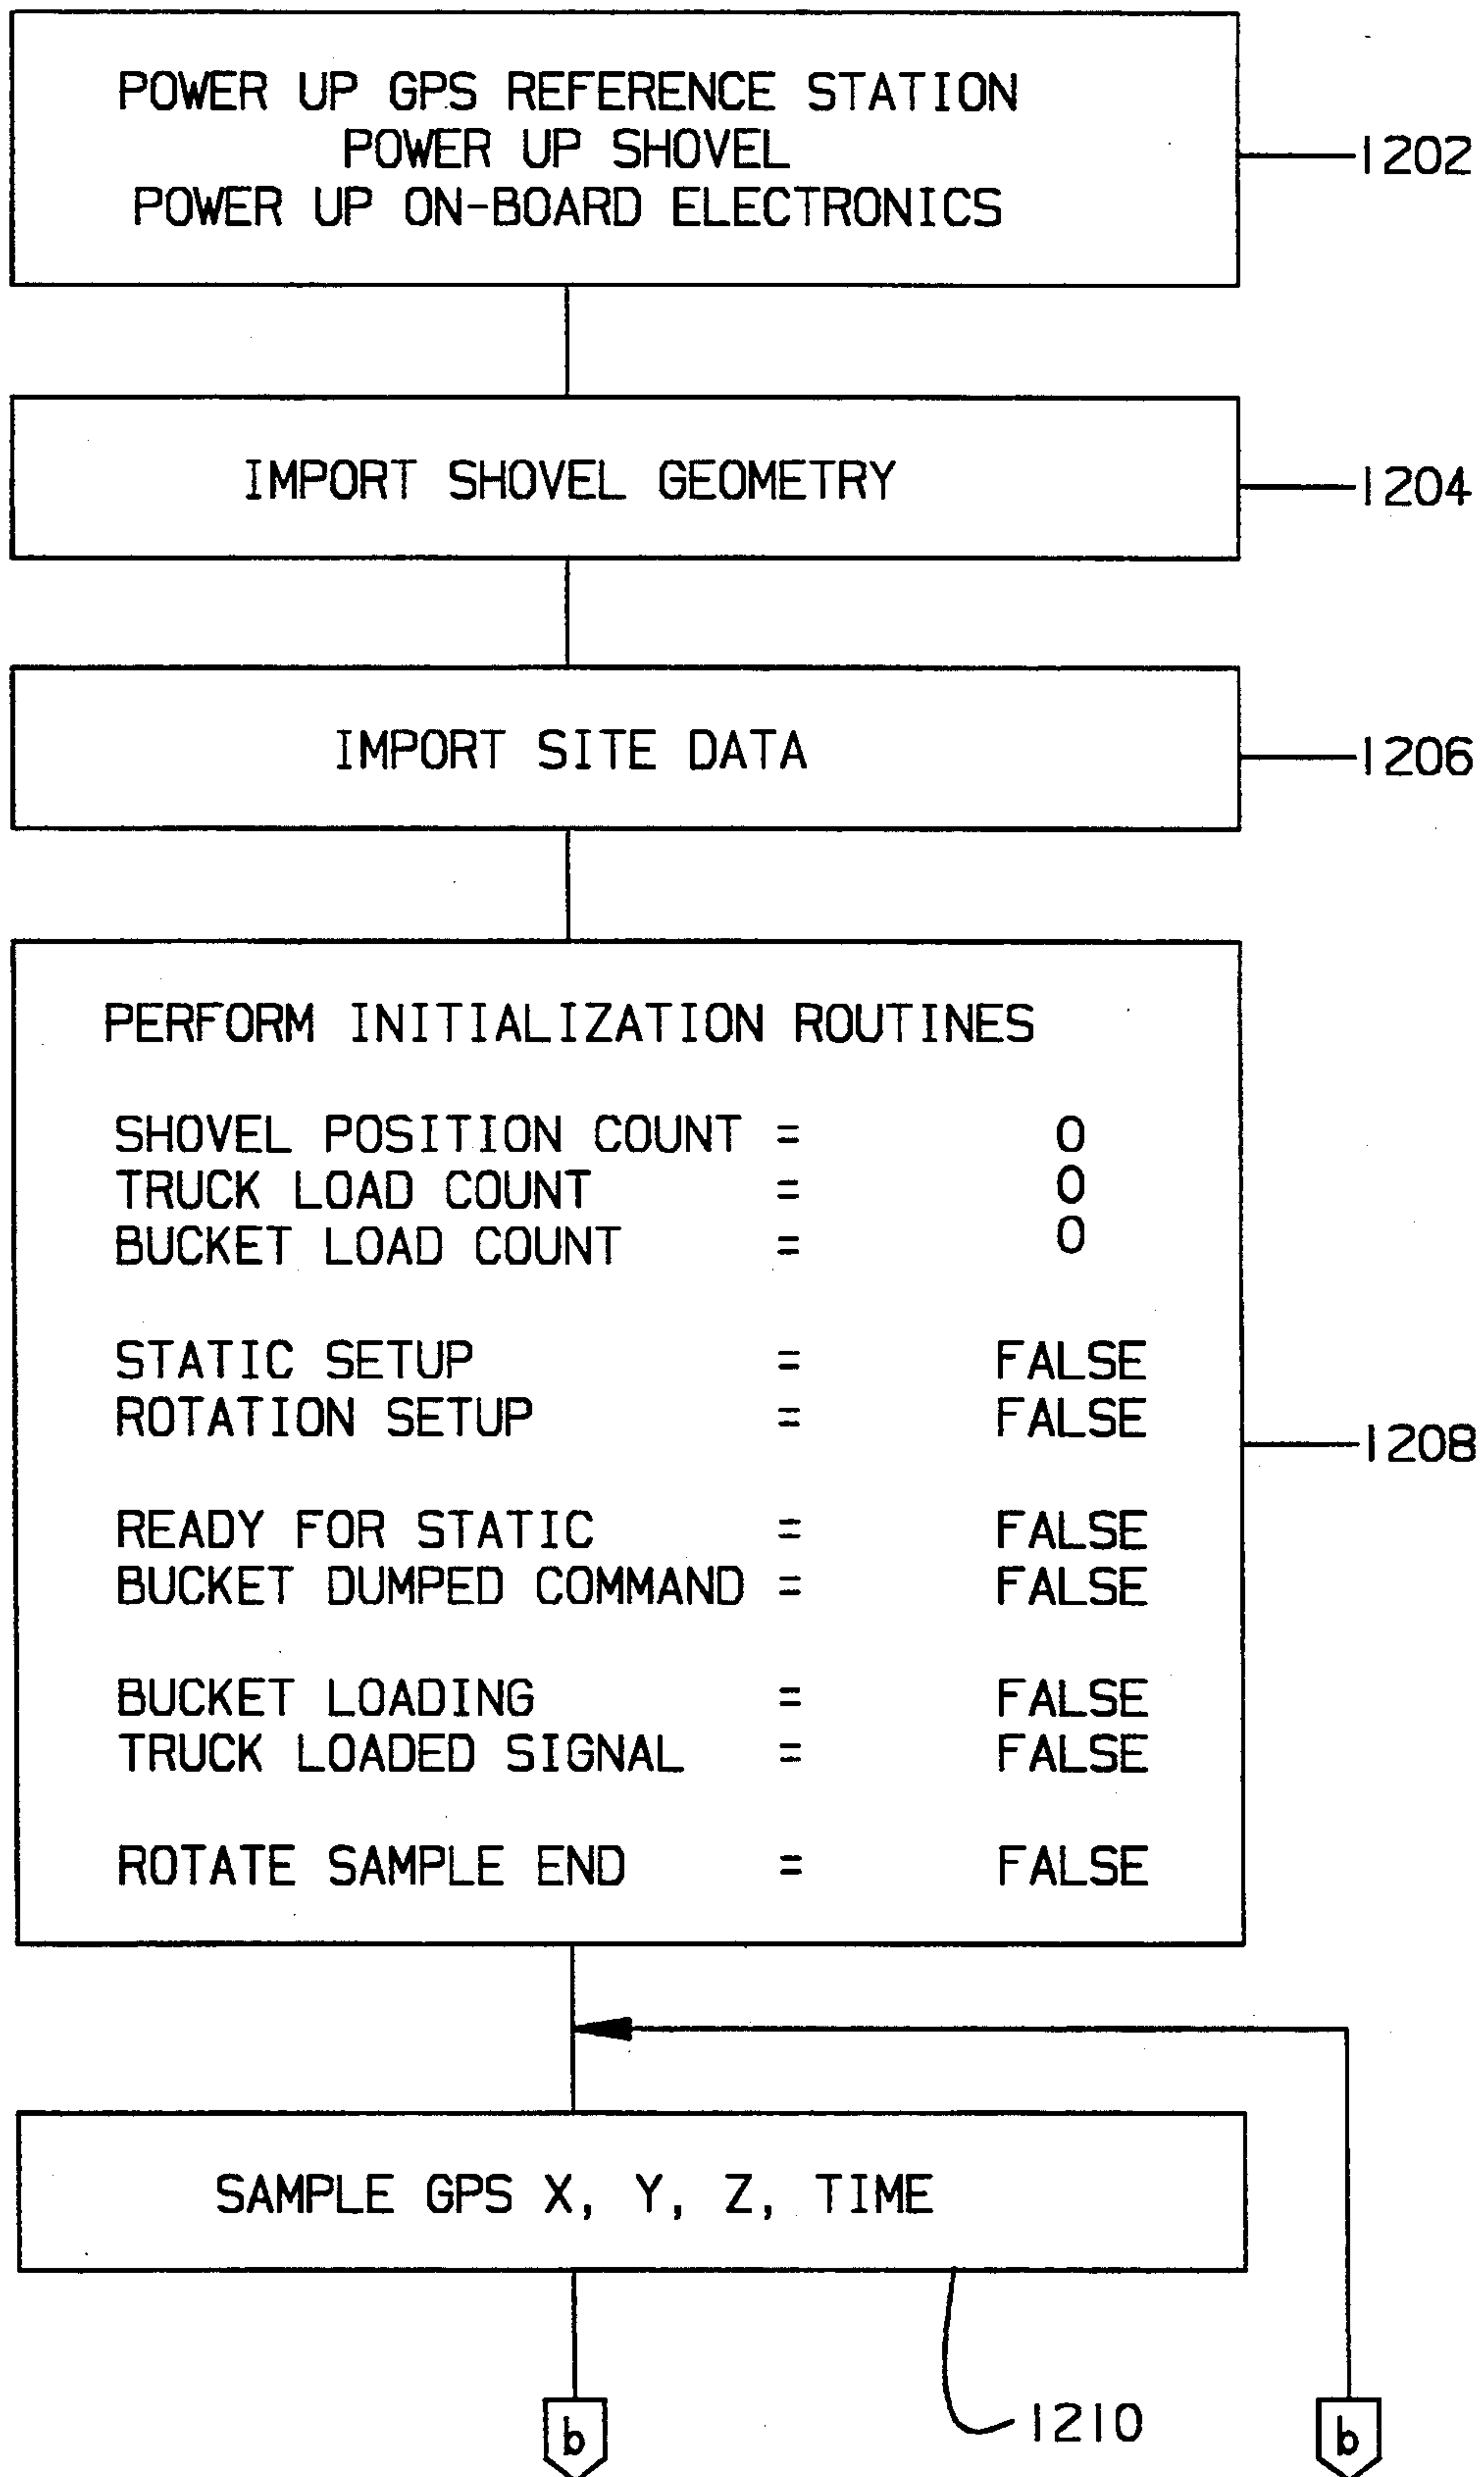 POWER UP GPS REFERENCE STATION
POWER UP SHOVEL
POWER UP ON-BOARD ELECTRONICS
1202
IMPORT SHOVEL GEOMETRY
1204
IMPORT SITE DATA
1206
PERFORM INITIALIZATION ROUTINES
SHOVEL POSITION COUNT = 0
TRUCK LOAD COUNT = 0
BUCKET LOAD COUNT = 0
STATIC SETUP = FALSE
ROTATION SETUP = FALSE
READY FOR STATIC = FALSE
BUCKET DUMPED COMMAND = FALSE
BUCKET LOADING = FALSE
TRUCK LOADED SIGNAL = FALSE
ROTATE SAMPLE END = FALSE
1208
SAMPLE GPS X, Y, Z, TIME
1210
b
b